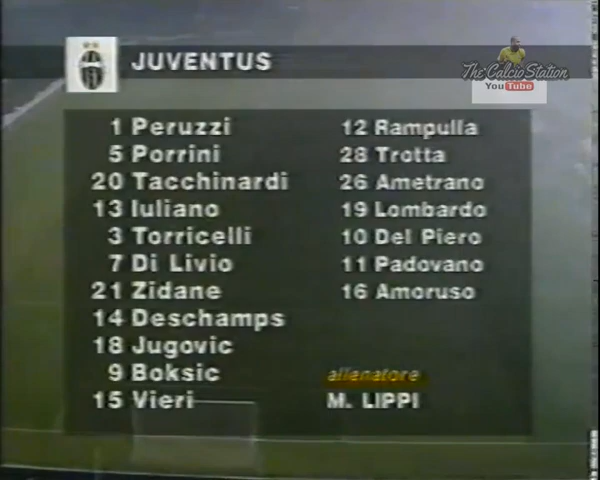 JUVENTUS
The Calcio Station
YouTube
1 Peruzzi
5 Porrini
20 Tacchinardi
13 Iuliano
3 Torricelli
7 Di Livio
21 Zidane
14 Deschamps
18 Jugovic
9 Boksic
15 Vieri
12 Rampulla
28 Trotta
26 Ametrano
19 Lombardo
10 Del Piero
11 Padovano
16 Amoruso
allenatore
M. LIPPI